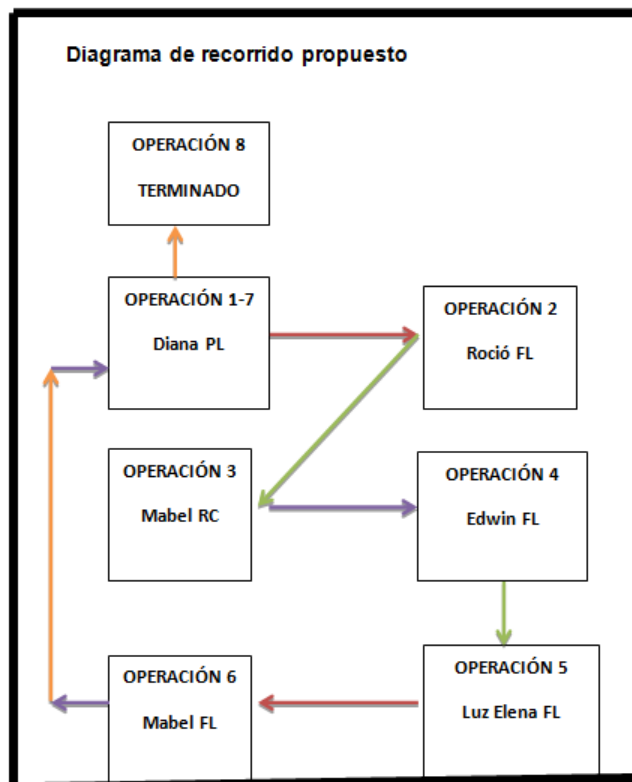 Diagrama de recorrido propuesto
OPERACIÓN 8
TERMINADO
OPERACIÓN 1-7
Diana PL
OPERACIÓN 2
Roció FL
OPERACIÓN 3
Mabel RC
OPERACIÓN 4
Edwin FL
OPERACIÓN 5
Luz Elena FL
OPERACIÓN 6
Mabel FL